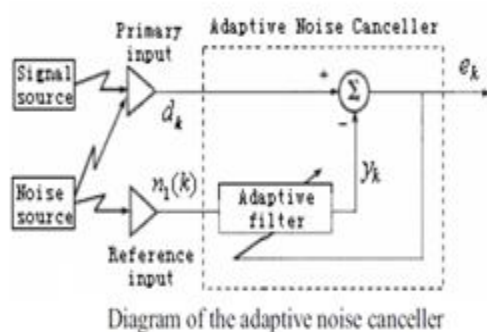 Adaptive Noise Canceller
Primary
input
Signal
source
+
Σ
e_k
d_k
-
n₁(k)
y_k
Noise
source
Adaptive
filter
Reference
input
Diagram of the adaptive noise canceller